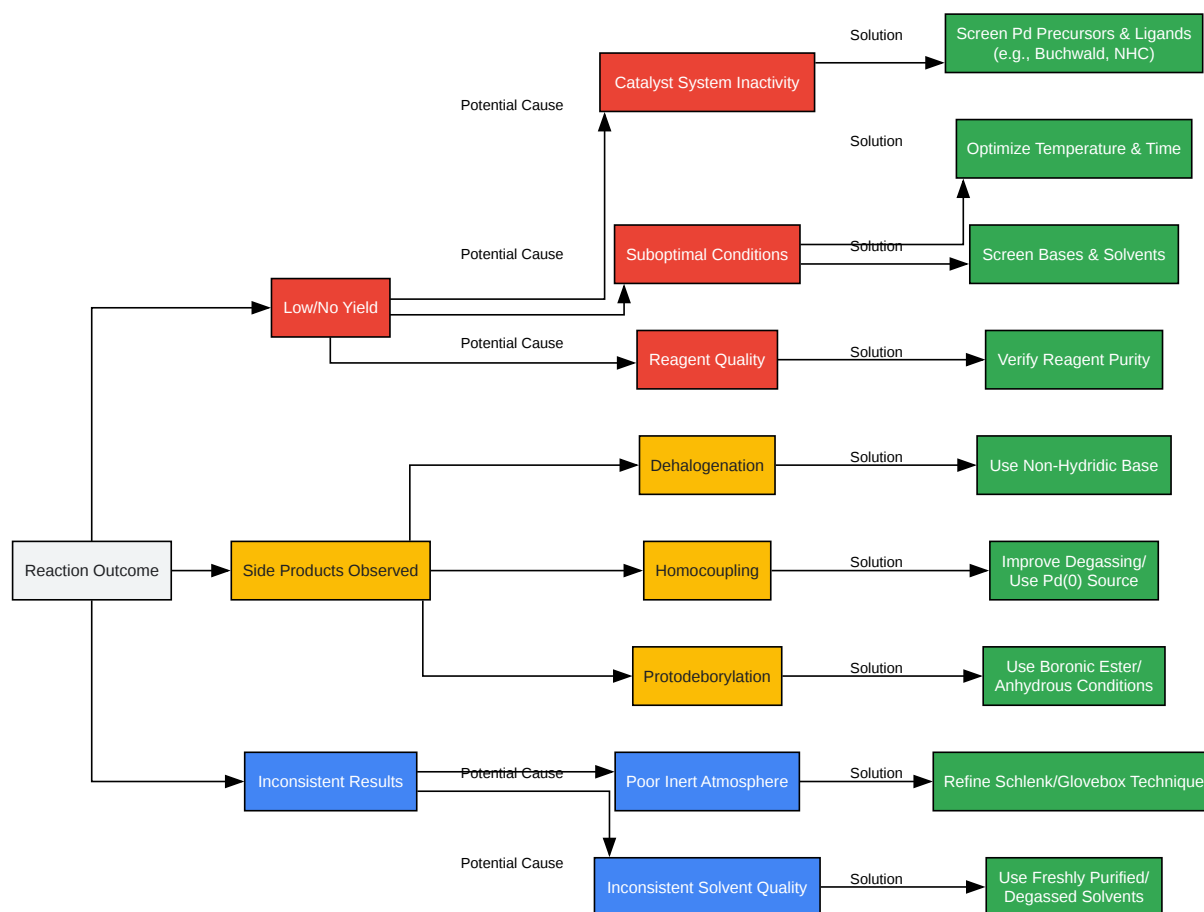 Solution
Screen Pd Precursors & Ligands
(e.g., Buchwald, NHC)
Catalyst System Inactivity
Potential Cause
Solution
Optimize Temperature & Time
Potential Cause
Suboptimal Conditions
Solution
Screen Bases & Solvents
Low/No Yield
Potential Cause
Reagent Quality
Solution
Verify Reagent Purity
Dehalogenation
Solution
Use Non-Hydridic Base
Reaction Outcome
Side Products Observed
Homocoupling
Solution
Improve Degassing/
Use Pd(0) Source
Protodeborylation
Solution
Use Boronic Ester/
Anhydrous Conditions
Inconsistent Results
Potential Cause
Poor Inert Atmosphere
Solution
Refine Schlenk/Glovebox Technique
Potential Cause
Inconsistent Solvent Quality
Solution
Use Freshly Purified/
Degassed Solvents